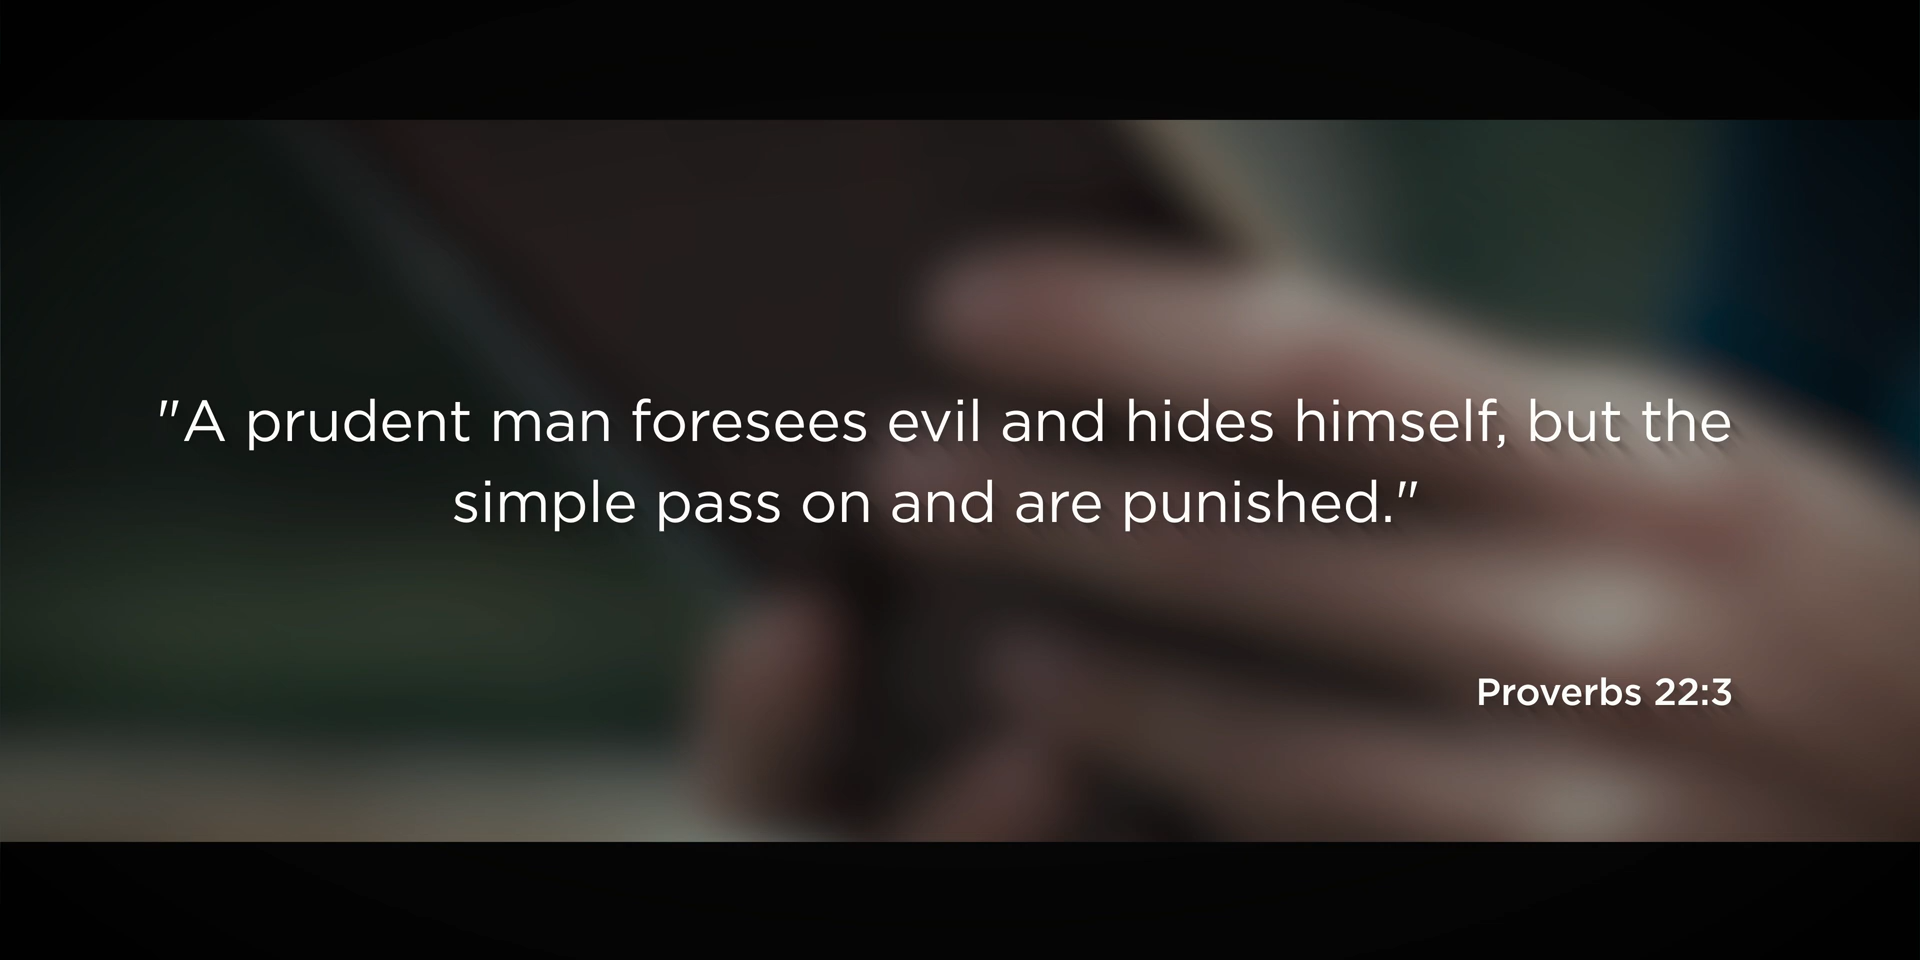 "A prudent man foresees evil and hides himself, but the
simple pass on and are punished."
Proverbs 22:3